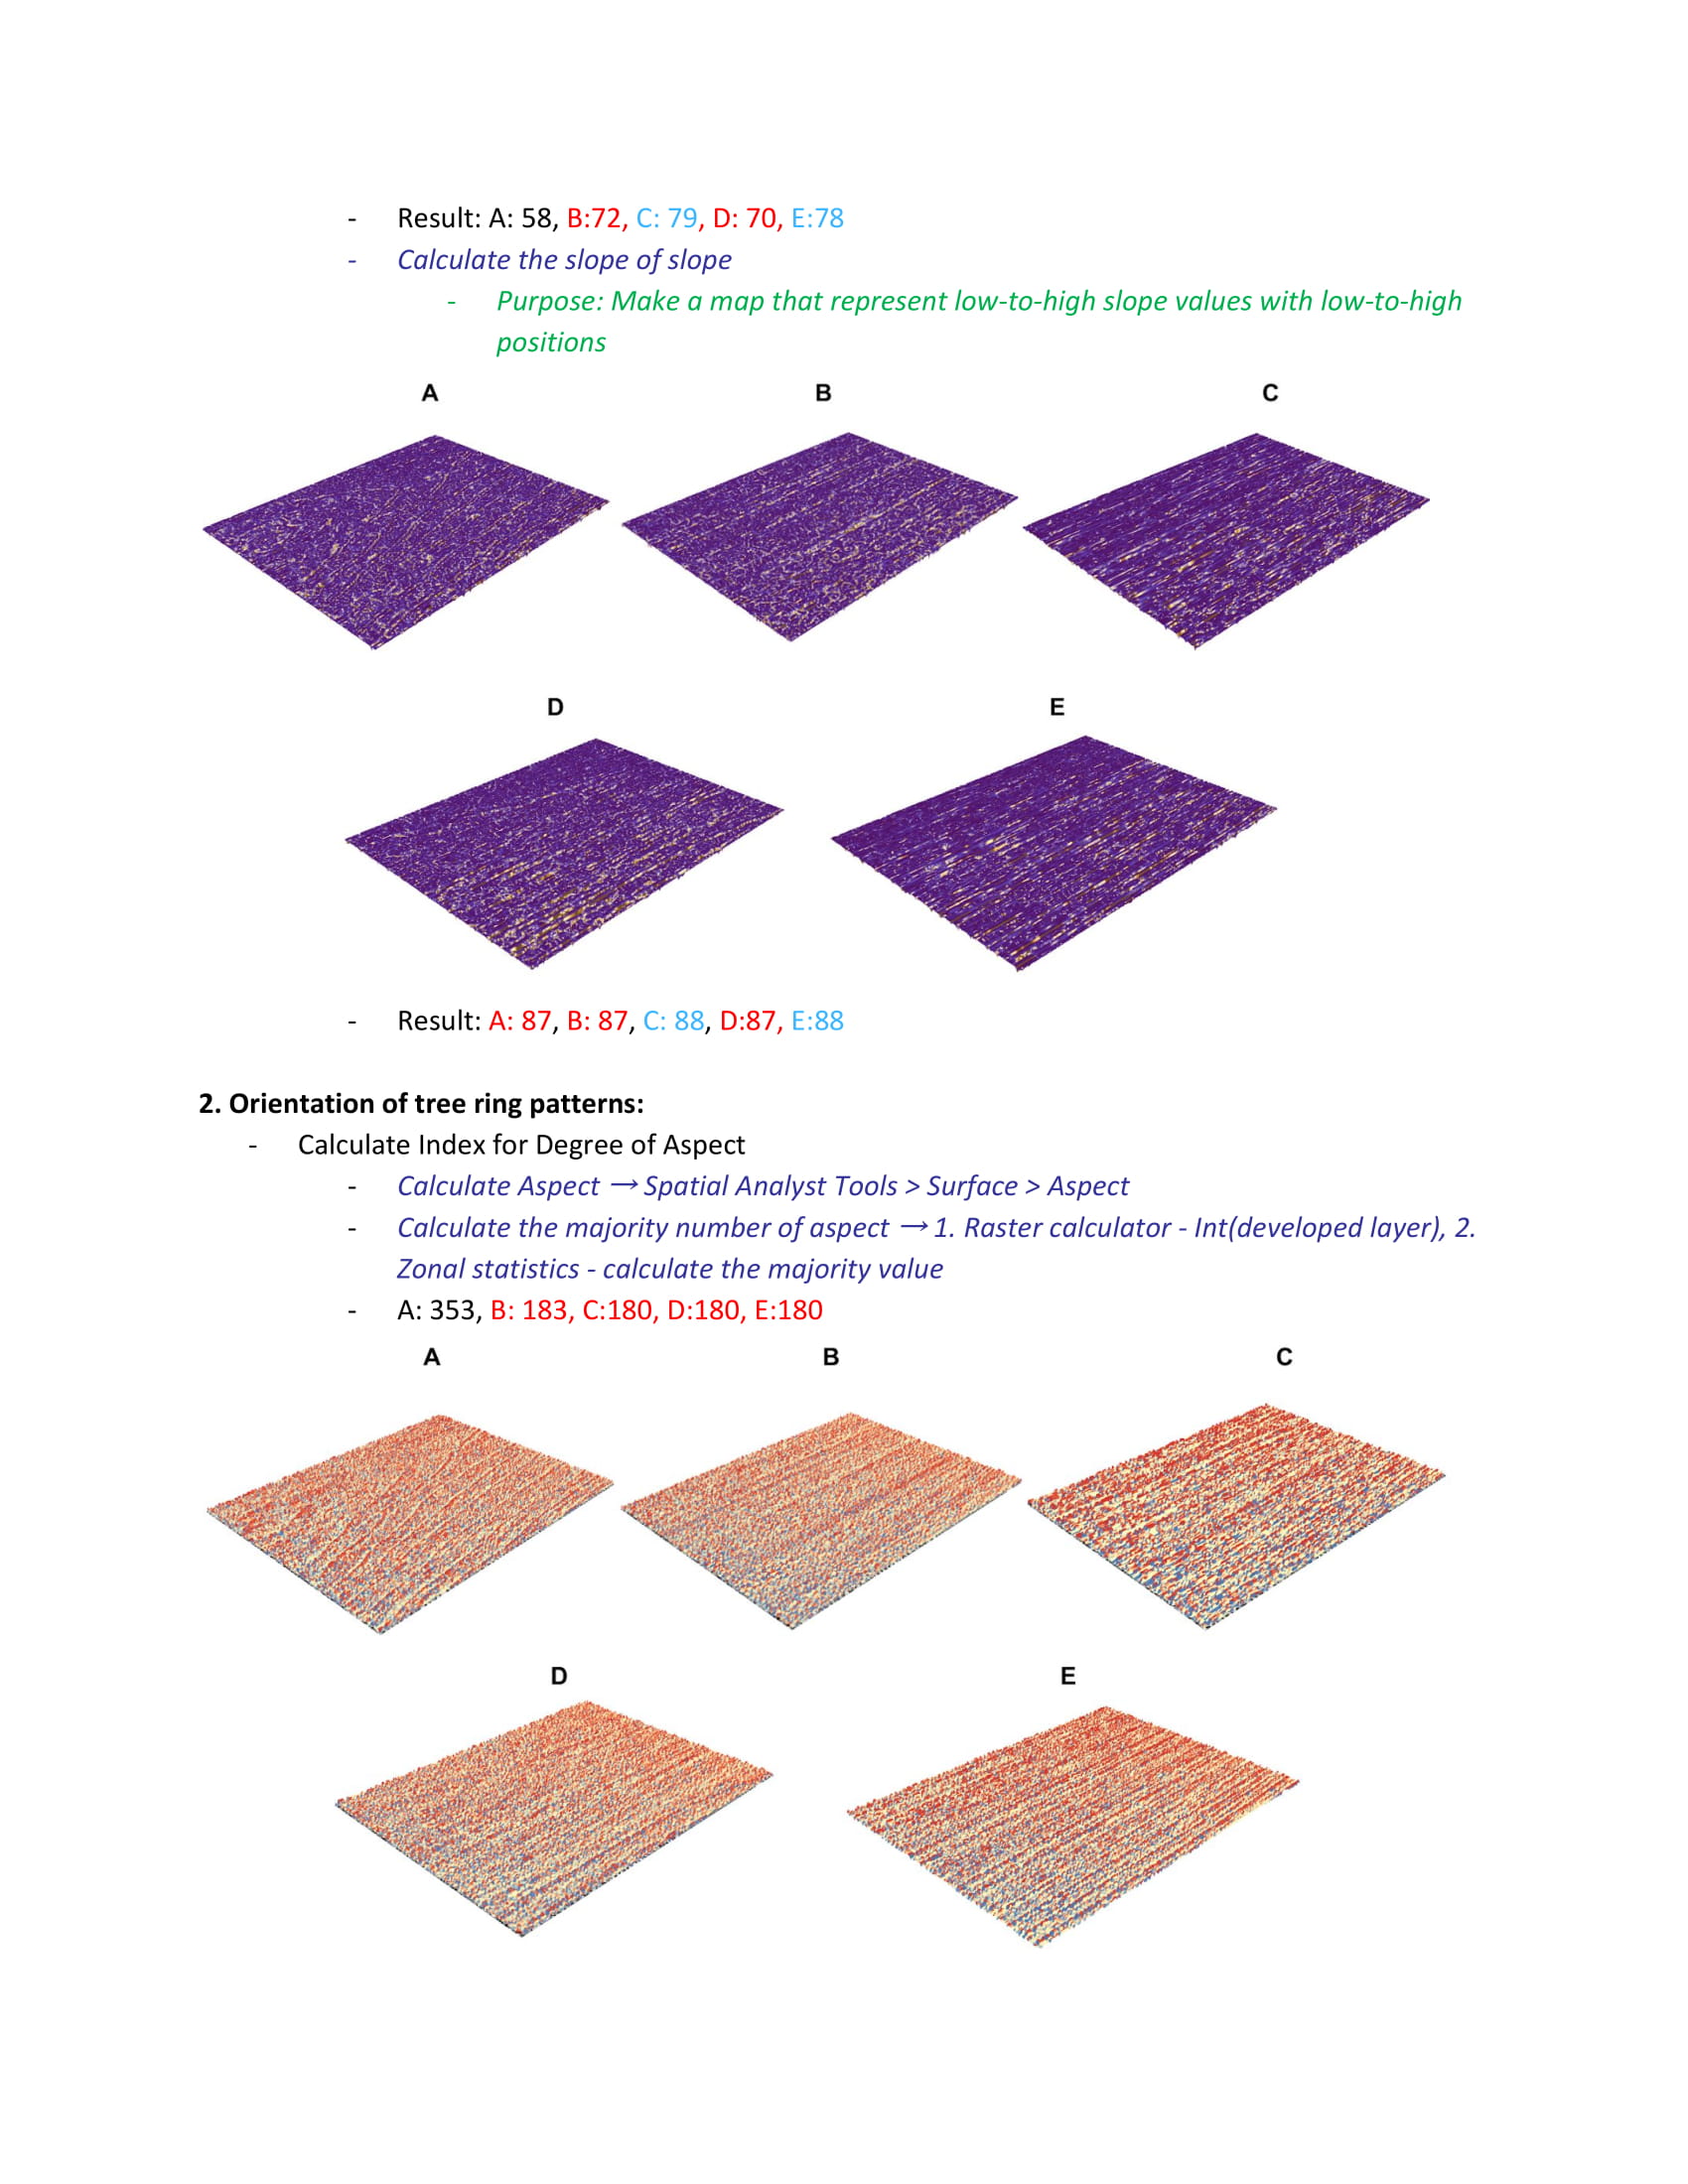 - Result: A: 58, B:72, C: 79, D: 70, E:78
- Calculate the slope of slope
- Purpose: Make a map that represent low-to-high slope values with low-to-high
positions
A B C
D E
- Result: A: 87, B: 87, C: 88, D:87, E:88
2. Orientation of tree ring patterns:
- Calculate Index for Degree of Aspect
- Calculate Aspect → Spatial Analyst Tools > Surface > Aspect
- Calculate the majority number of aspect → 1. Raster calculator - Int(developed layer), 2.
Zonal statistics - calculate the majority value
- A: 353, B: 183, C:180, D:180, E:180
A B C
D E